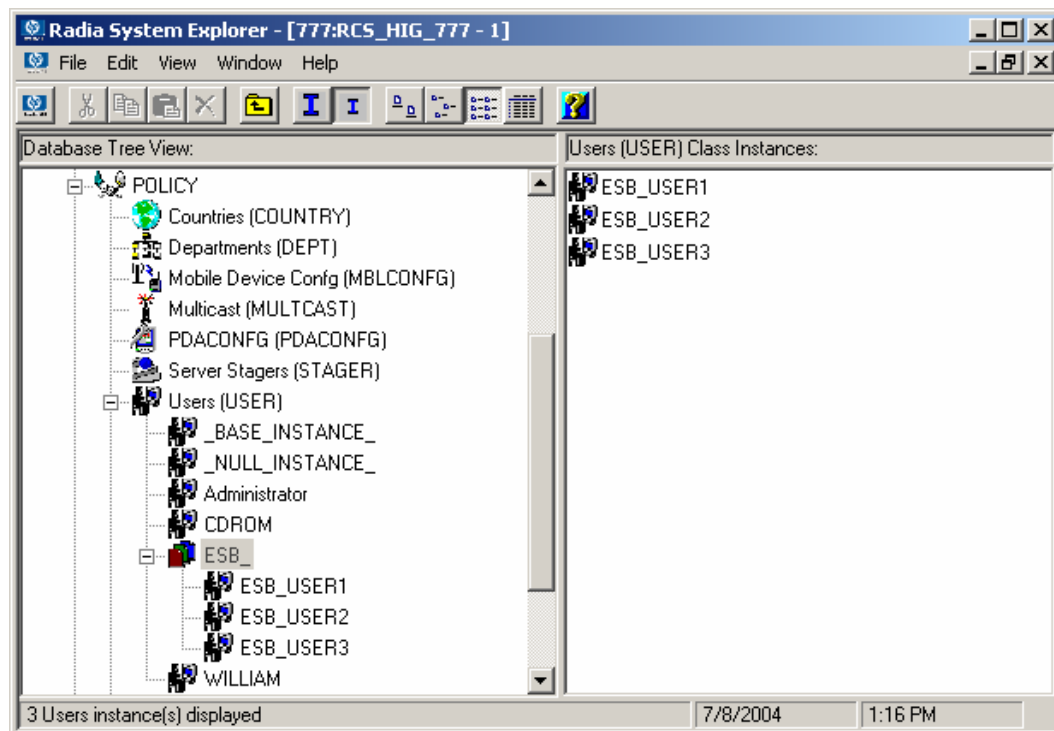 Radia System Explorer - [777:RCS_HIG_777 - 1]
File Edit View Window Help
Database Tree View:
Users (USER) Class Instances:
POLICY
Countries (COUNTRY)
Departments (DEPT)
Mobile Device Confg (MBLCONFG)
Multicast (MULTCAST)
PDACONFG (PDACONFG)
Server Stagers (STAGER)
Users (USER)
_BASE_INSTANCE_
_NULL_INSTANCE_
Administrator
CDROM
ESB_
ESB_USER1
ESB_USER2
ESB_USER3
WILLIAM
ESB_USER1
ESB_USER2
ESB_USER3
3 Users instance(s) displayed
7/8/2004
1:16 PM